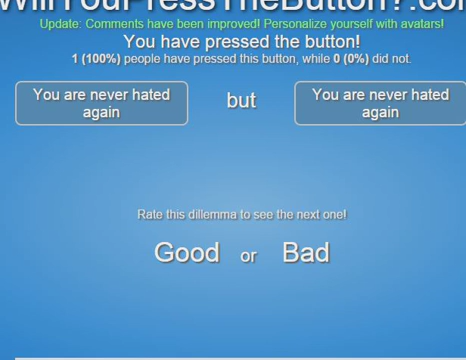 WillYouPressTheButton?.com
Update: Comments have been improved! Personalize yourself with avatars!
You have pressed the button!
1 (100%) people have pressed this button, while 0 (0%) did not.
You are never hated again
but
You are never hated again
Rate this dillemma to see the next one!
Good or Bad